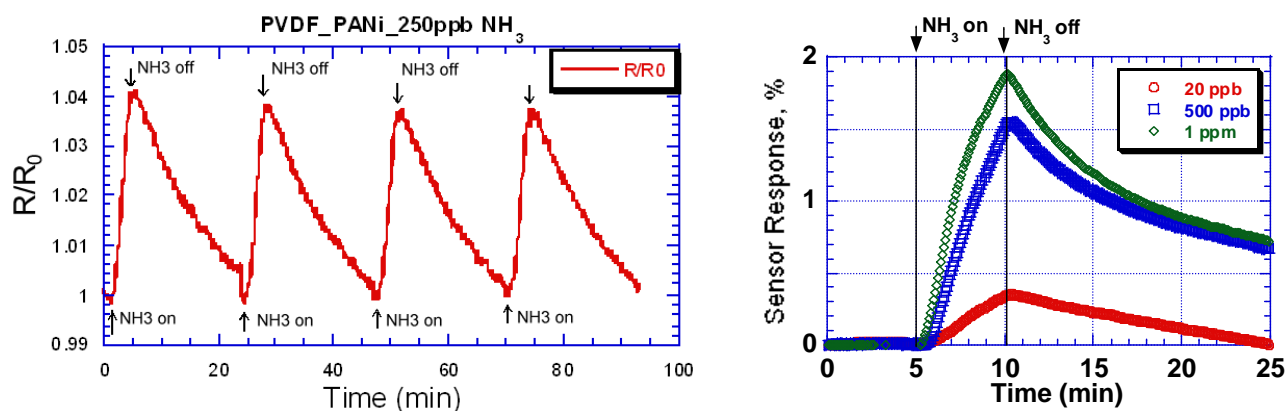 PVDF_PANi_250ppb NH3
1.05
1.04
1.03
1.02
1.01
1
0.99
R/R0
NH3 off
NH3 off
NH3 off
R/R0
NH3 on
NH3 on
NH3 on
NH3 on
0
20
40
60
80
100
Time (min)
NH3 on
NH3 off
2
1
0
Sensor Response, %
20 ppb
500 ppb
1 ppm
0
5
10
15
20
25
Time (min)